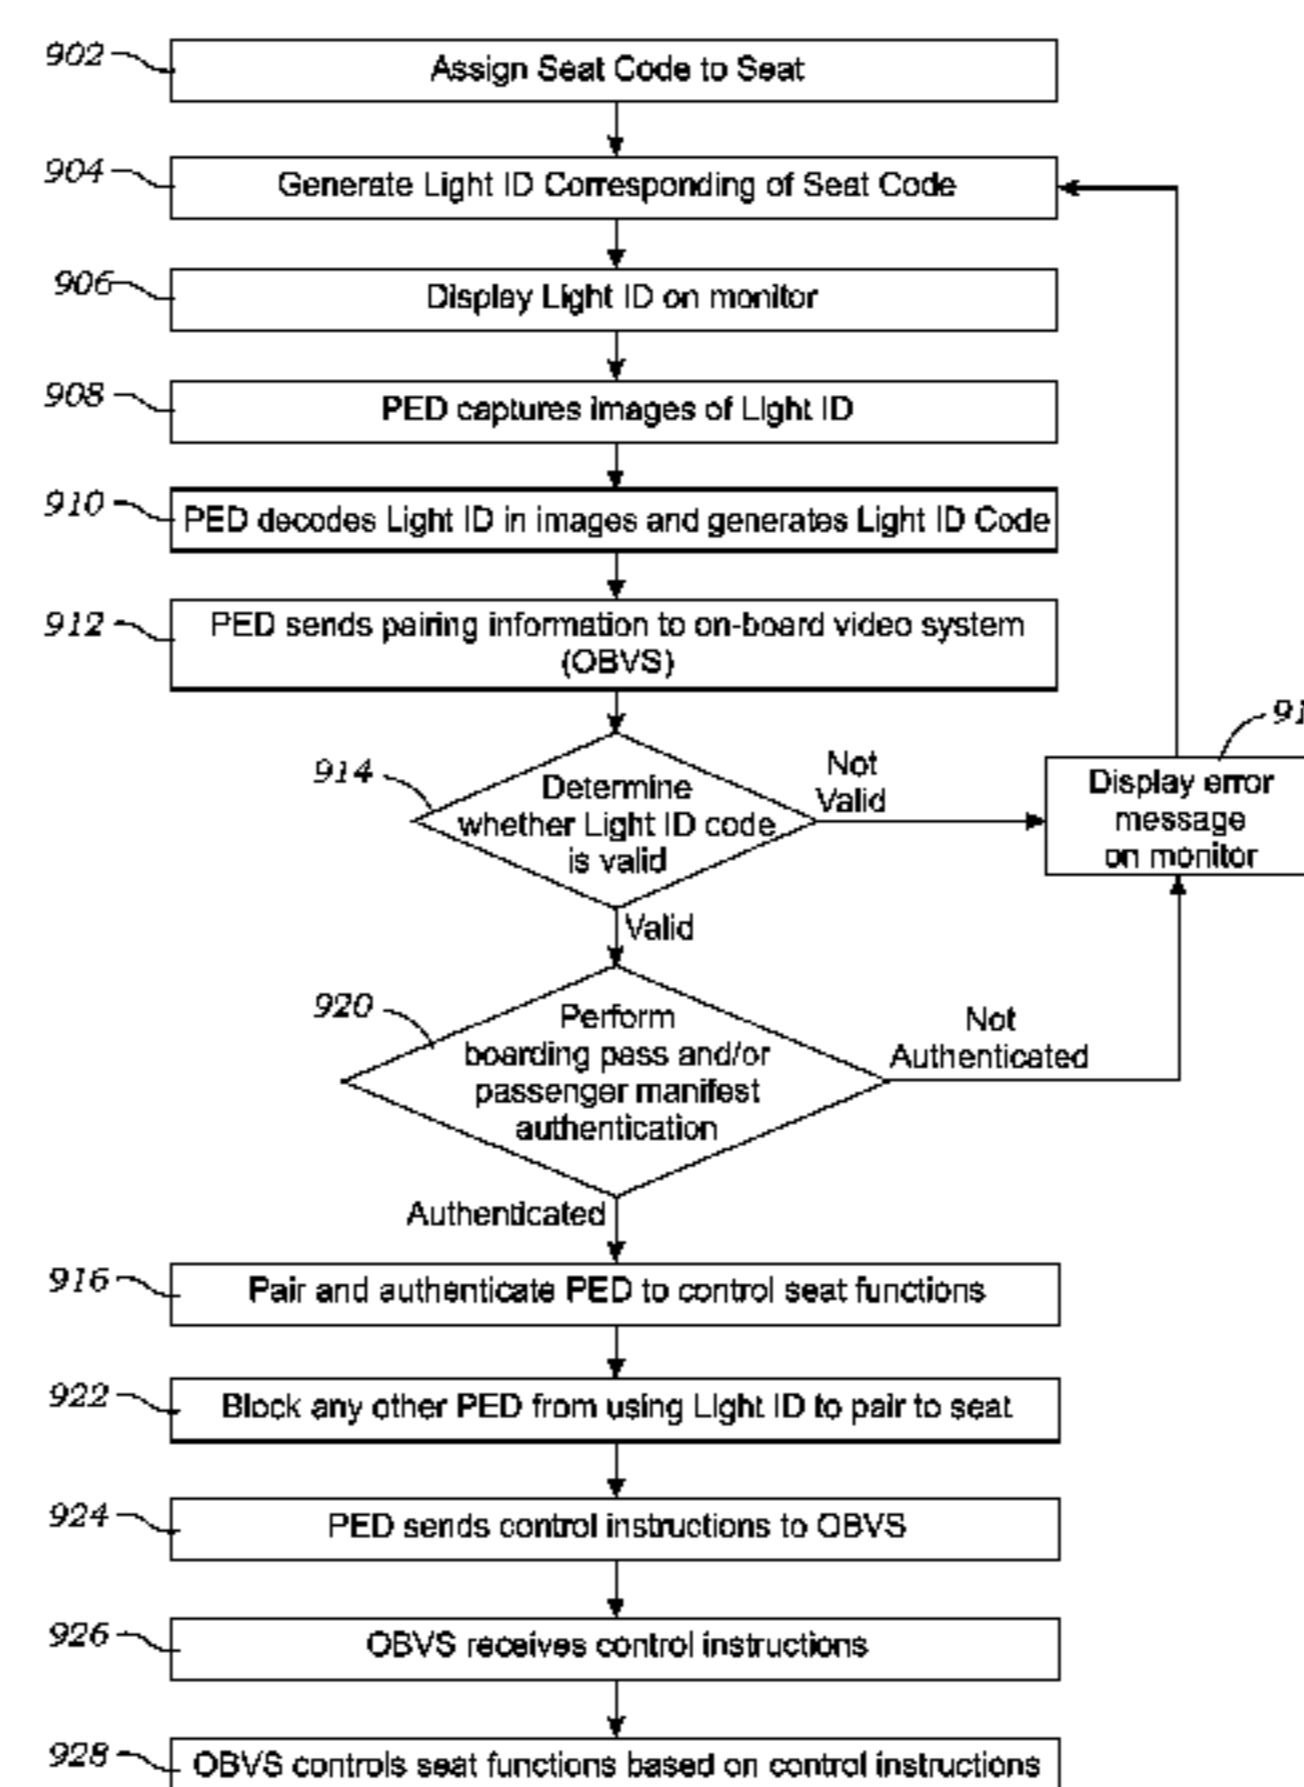 902
Assign Seat Code to Seat
904
Generate Light ID Corresponding of Seat Code
906
Display Light ID on monitor
908
PED captures images of Light ID
910
PED decodes Light ID in images and generates Light ID Code
912
PED sends pairing information to on-board video system
(OBVS)
914
Determine
whether Light ID code
is valid
Not
Valid
91
Display error
message
on monitor
Valid
920
Perform
boarding pass and/or
passenger manifest
authentication
Not
Authenticated
Authenticated
916
Pair and authenticate PED to control seat functions
922
Block any other PED from using Light ID to pair to seat
924
PED sends control instructions to OBVS
926
OBVS receives control instructions
928
OBVS controls seat functions based on control instructions